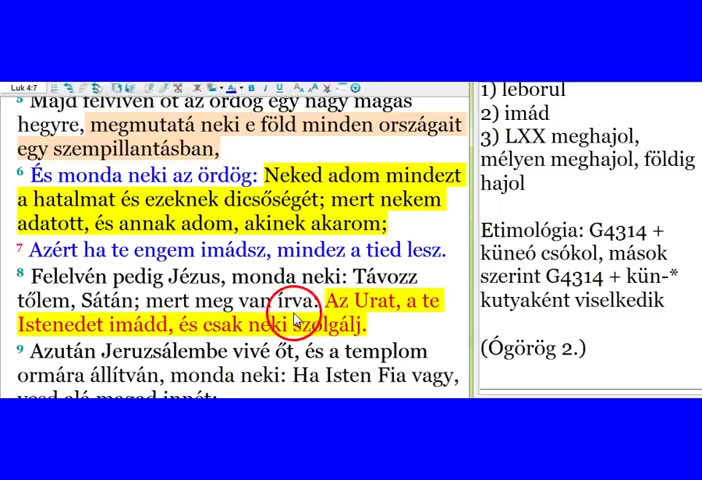 Luk 4:7
5 Majd felvivén őt az ördög egy nagy magas
hegyre, megmutatá neki e föld minden országait
egy szempillantásban,
6 És monda neki az ördög: Neked adom mindezt
a hatalmat és ezeknek dicsőségét; mert nekem
adatott, és annak adom, akinek akarom;
7 Azért ha te engem imádsz, mindez a tied lesz.
8 Felelvén pedig Jézus, monda neki: Távozz
tőlem, Sátán; mert meg van írva: Az Urat, a te
Istenedet imádd, és csak neki szolgálj.
9 Azután Jeruzsálembe vivé őt, és a templom
ormára állítván, monda neki: Ha Isten Fia vagy,
vesd alá magad innét;
1) leborul
2) imád
3) LXX meghajol,
mélyen meghajol, földig
hajol
Etimológia: G4314 +
küneó csókol, mások
szerint G4314 + kün-*
kutyaként viselkedik
(Ógörög 2.)